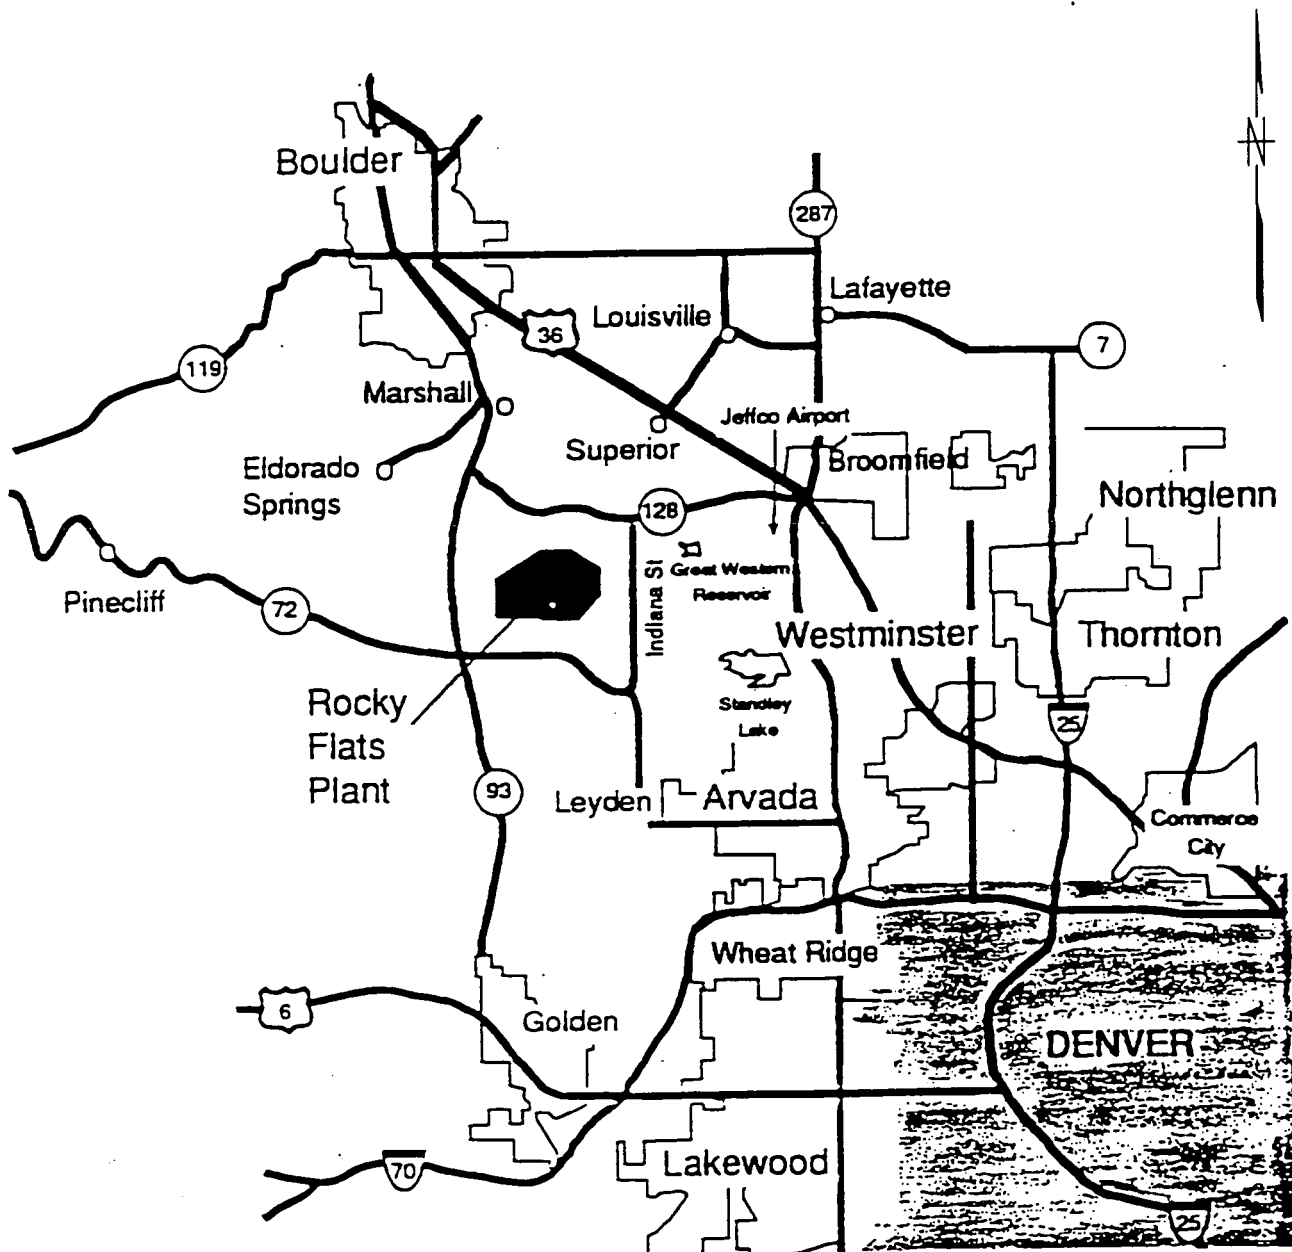 N
Boulder
287
Lafayette
Louisville
36
7
119
Marshall
Jeffco Airport
Superior
Broomfield
Eldorado
Springs
Northglenn
128
Indiana St
Great Western
Reservoir
Pinecliff
72
Westminster
Thornton
Standley
Lake
Rocky
Flats
Plant
25
93
Leyden
Arvada
Commerce
City
Wheat Ridge
6
Golden
DENVER
70
Lakewood
25